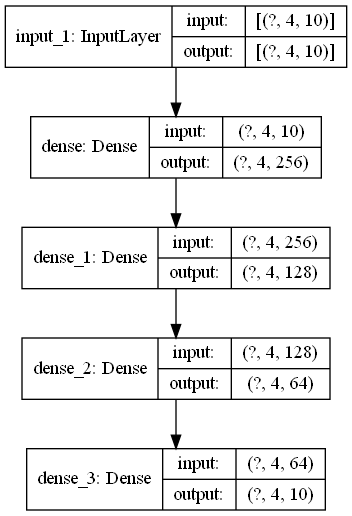 input_1: InputLayer input: [(?, 4, 10)]
output: [(?, 4, 10)]
dense: Dense input: (?, 4, 10)
output: (?, 4, 256)
dense_1: Dense input: (?, 4, 256)
output: (?, 4, 128)
dense_2: Dense input: (?, 4, 128)
output: (?, 4, 64)
dense_3: Dense input: (?, 4, 64)
output: (?, 4, 10)